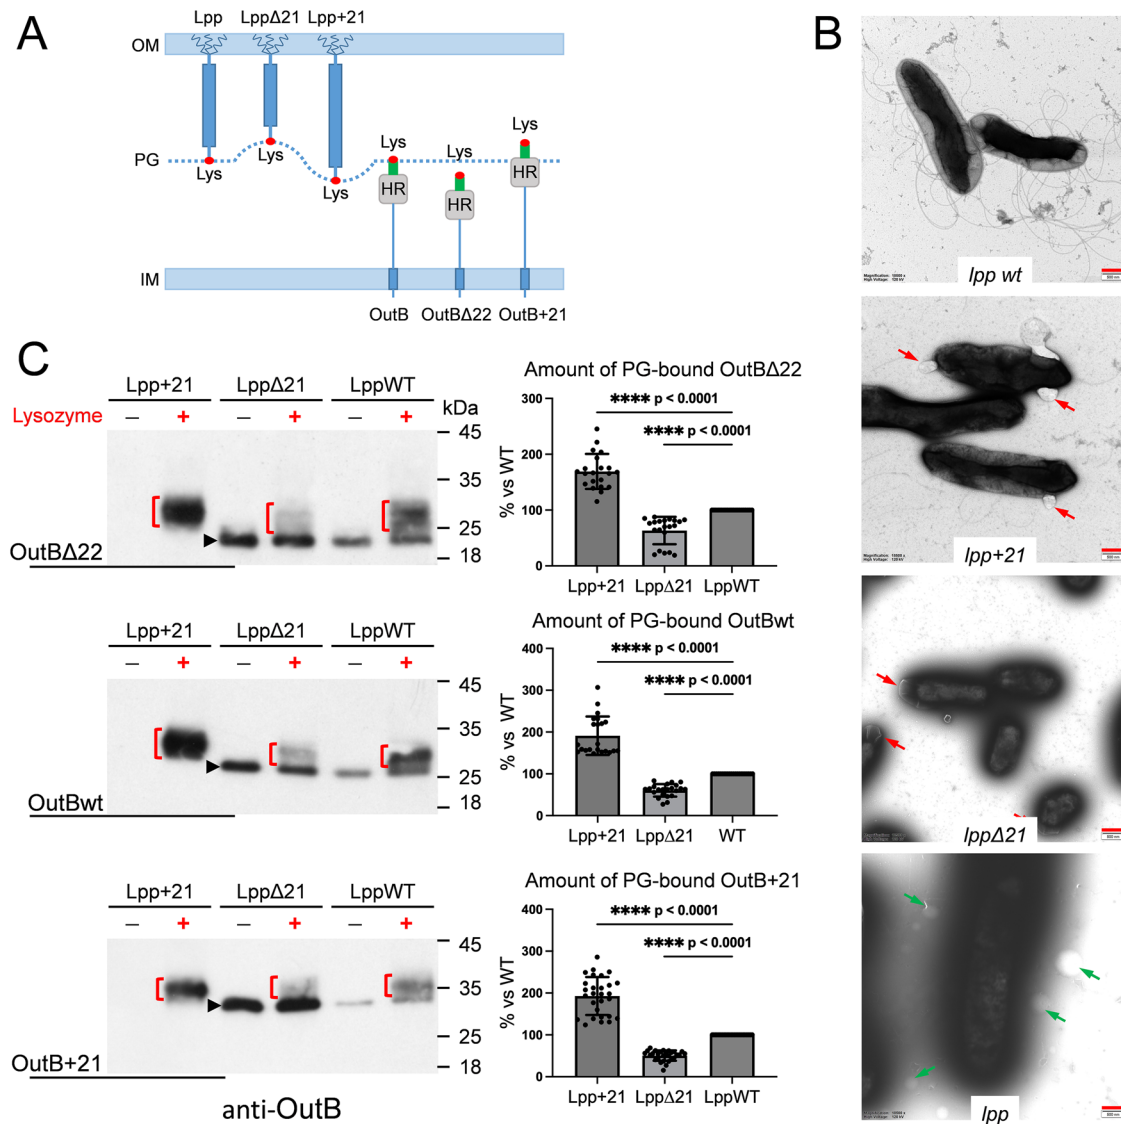 A
Lpp LppΔ21 Lpp+21
OM
Lys
PG
Lys
Lys
Lys
Lys
Lys
HR
HR
HR
IM
OutB OutBΔ22 OutB+21
B
lpp wt
lpp+21
lppΔ21
lpp
C
Lpp+21 LppΔ21 LppWT
Lysozyme – + – + – + kDa
45
35
25
18
OutBΔ22
Amount of PG-bound OutBΔ22
**** p < 0.0001
**** p < 0.0001
% vs WT
300
200
100
0
Lpp+21 LppΔ21 LppWT
Lpp+21 LppΔ21 LppWT
– + – + – +
45
35
25
18
OutBwt
Amount of PG-bound OutBwt
**** p < 0.0001
**** p < 0.0001
% vs WT
400
300
200
100
0
Lpp+21 LppΔ21 WT
Lpp+21 LppΔ21 LppWT
– + – + – +
45
35
25
18
OutB+21
anti-OutB
Amount of PG-bound OutB+21
**** p < 0.0001
**** p < 0.0001
% vs WT
400
300
200
100
0
Lpp+21 LppΔ21 LppWT